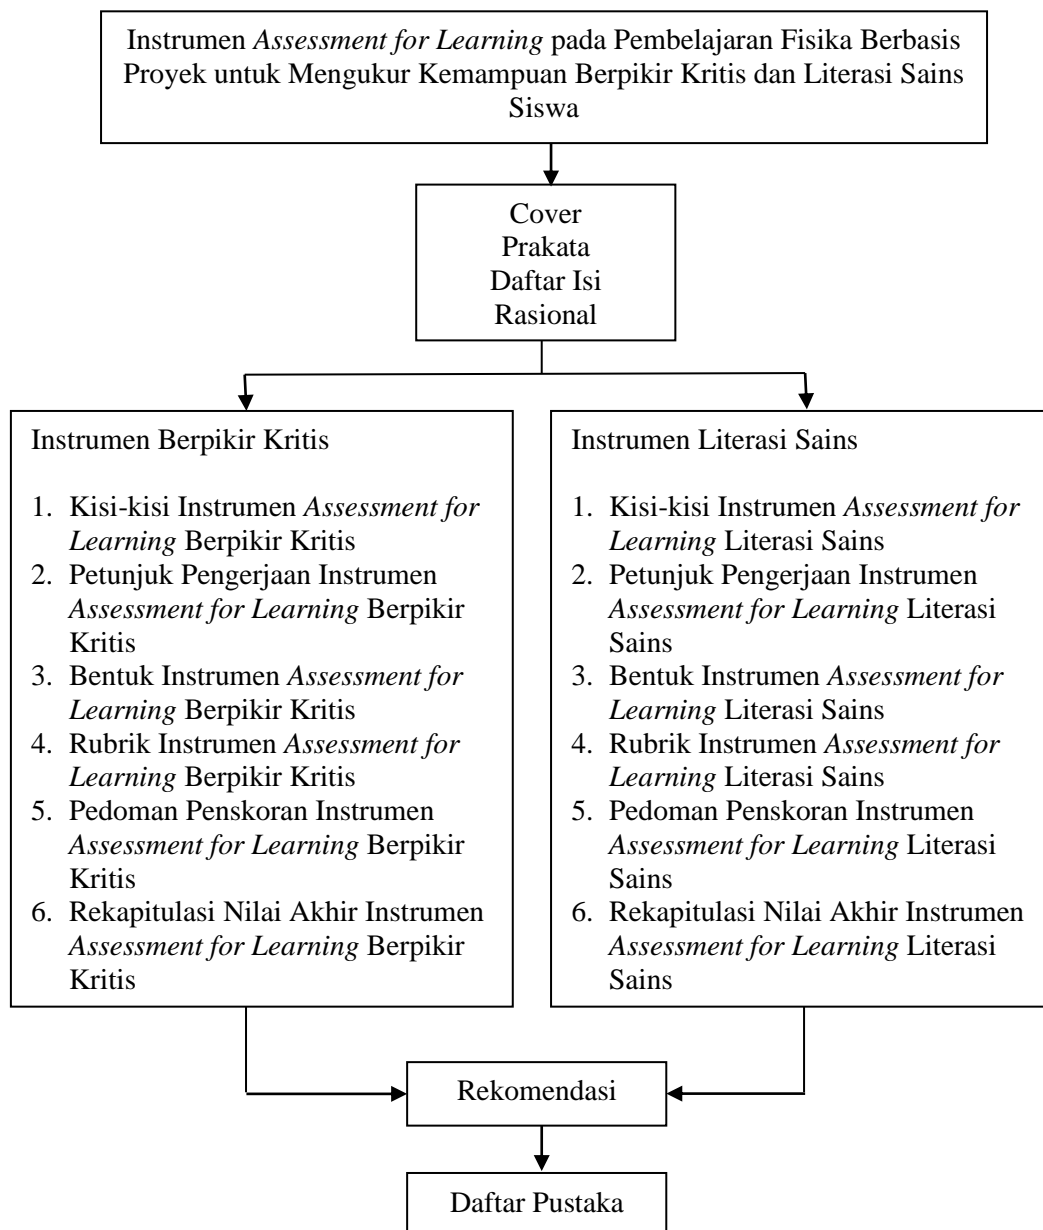 Instrumen Assessment for Learning pada Pembelajaran Fisika Berbasis
Proyek untuk Mengukur Kemampuan Berpikir Kritis dan Literasi Sains
Siswa
Cover
Prakata
Daftar Isi
Rasional
Instrumen Berpikir Kritis
1. Kisi-kisi Instrumen Assessment for
Learning Berpikir Kritis
2. Petunjuk Pengerjaan Instrumen
Assessment for Learning Berpikir
Kritis
3. Bentuk Instrumen Assessment for
Learning Berpikir Kritis
4. Rubrik Instrumen Assessment for
Learning Berpikir Kritis
5. Pedoman Penskoran Instrumen
Assessment for Learning Berpikir
Kritis
6. Rekapitulasi Nilai Akhir Instrumen
Assessment for Learning Berpikir
Kritis
Instrumen Literasi Sains
1. Kisi-kisi Instrumen Assessment for
Learning Literasi Sains
2. Petunjuk Pengerjaan Instrumen
Assessment for Learning Literasi
Sains
3. Bentuk Instrumen Assessment for
Learning Literasi Sains
4. Rubrik Instrumen Assessment for
Learning Literasi Sains
5. Pedoman Penskoran Instrumen
Assessment for Learning Literasi
Sains
6. Rekapitulasi Nilai Akhir Instrumen
Assessment for Learning Literasi
Sains
Rekomendasi
Daftar Pustaka